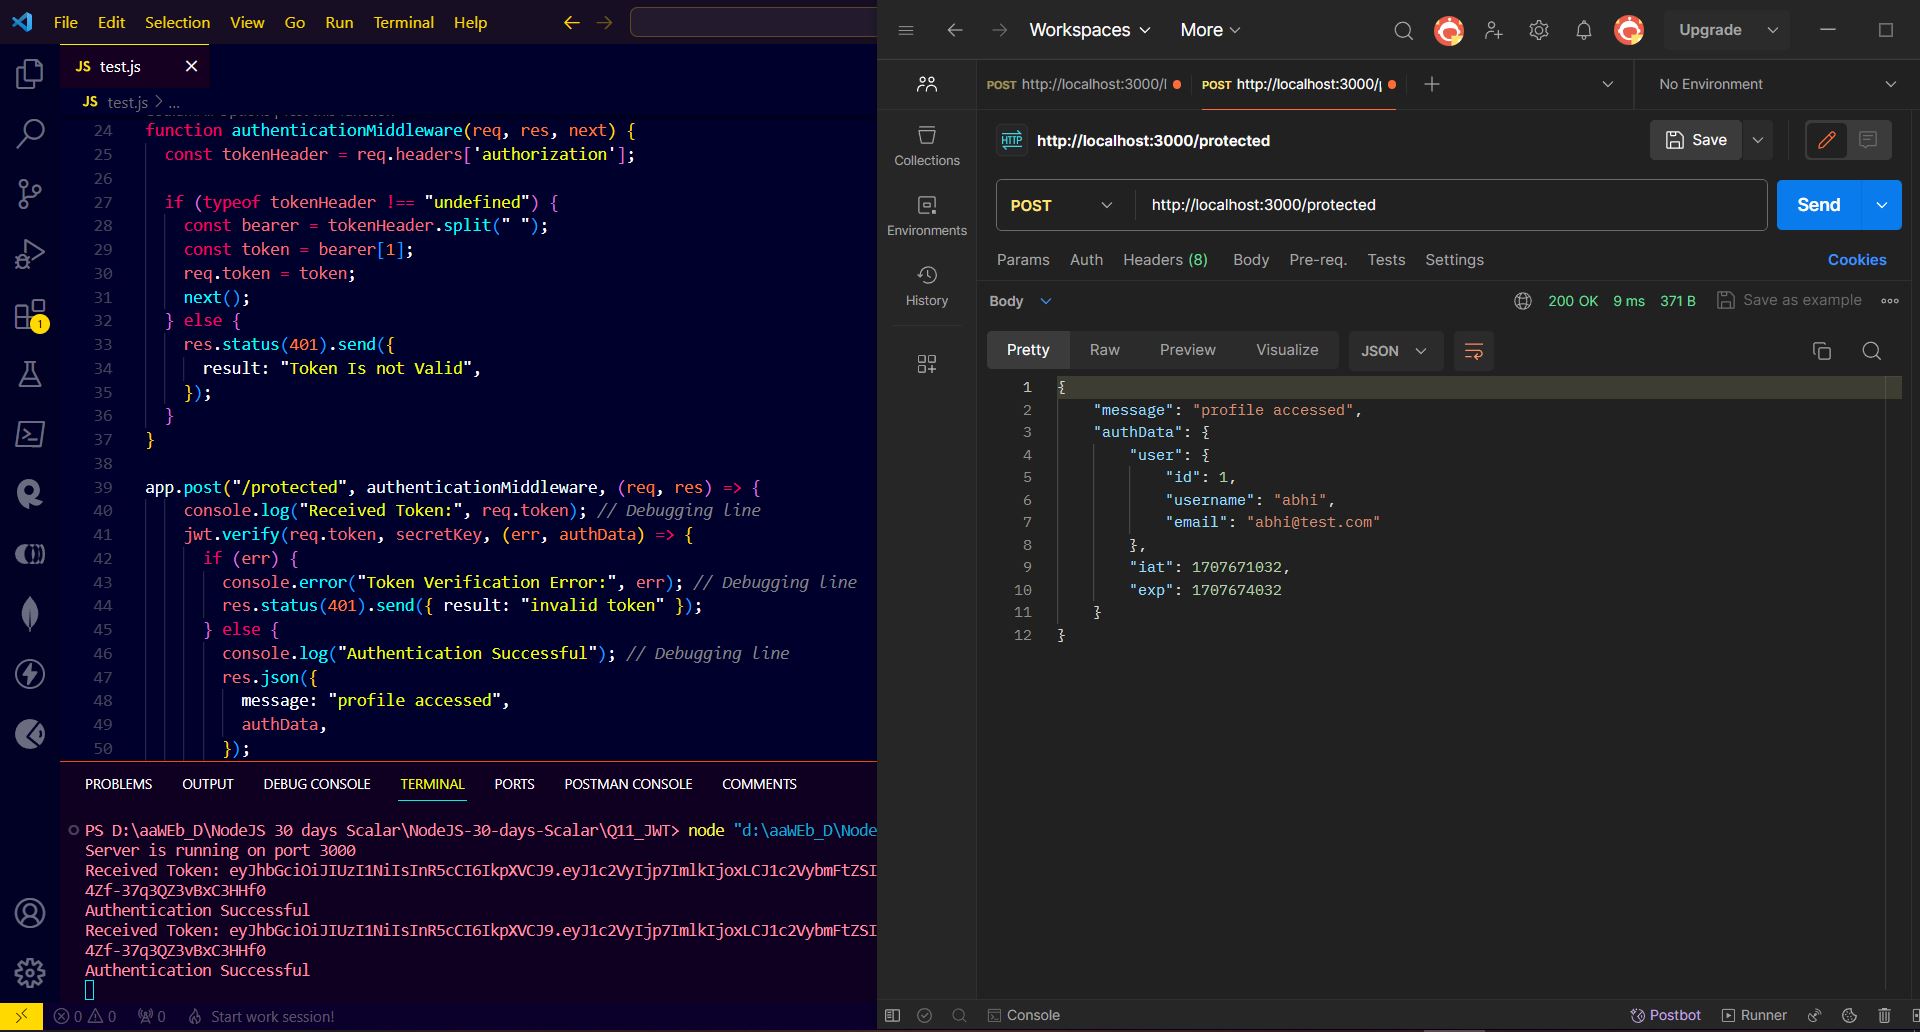 File Edit Selection View Go Run Terminal Help
JS test.js
JS test.js > ...
24 function authenticationMiddleware(req, res, next) {
25 const tokenHeader = req.headers['authorization'];
26
27 if (typeof tokenHeader !== "undefined") {
28 const bearer = tokenHeader.split(" ");
29 const token = bearer[1];
30 req.token = token;
31 next();
32 } else {
33 res.status(401).send({
34 result: "Token Is not Valid",
35 });
36 }
37 }
38
39 app.post("/protected", authenticationMiddleware, (req, res) => {
40 console.log("Received Token:", req.token); // Debugging line
41 jwt.verify(req.token, secretKey, (err, authData) => {
42 if (err) {
43 console.error("Token Verification Error:", err); // Debugging line
44 res.status(401).send({ result: "invalid token" });
45 } else {
46 console.log("Authentication Successful"); // Debugging line
47 res.json({
48 message: "profile accessed",
49 authData,
50 });
PROBLEMS OUTPUT DEBUG CONSOLE TERMINAL PORTS POSTMAN CONSOLE COMMENTS
PS D:\aaWEb_D\NodeJS 30 days Scalar\NodeJS-30-days-Scalar\Q11_JWT> node "d:\aaWEb_D\Node
Server is running on port 3000
Received Token: eyJhbGciOiJIUzI1NiIsInR5cCI6IkpXVCJ9.eyJ1c2VyIjp7ImlkIjoxLCJ1c2VybmFtZSI
4Zf-37q3QZ3vBxC3HHf0
Authentication Successful
Received Token: eyJhbGciOiJIUzI1NiIsInR5cCI6IkpXVCJ9.eyJ1c2VyIjp7ImlkIjoxLCJ1c2VybmFtZSI
4Zf-37q3QZ3vBxC3HHf0
Authentication Successful
1
0 0 0 Start work session!
Workspaces More Upgrade
POST http://localhost:3000/l POST http://localhost:3000/p No Environment
Collections
Environments
History
HTTP http://localhost:3000/protected Save
POST http://localhost:3000/protected Send
Params Auth Headers (8) Body Pre-req. Tests Settings Cookies
Body 200 OK 9 ms 371 B Save as example
Pretty Raw Preview Visualize JSON
1 {
2 "message": "profile accessed",
3 "authData": {
4 "user": {
5 "id": 1,
6 "username": "abhi",
7 "email": "abhi@test.com"
8 },
9 "iat": 1707671032,
10 "exp": 1707674032
11 }
12 }
Console Postbot Runner